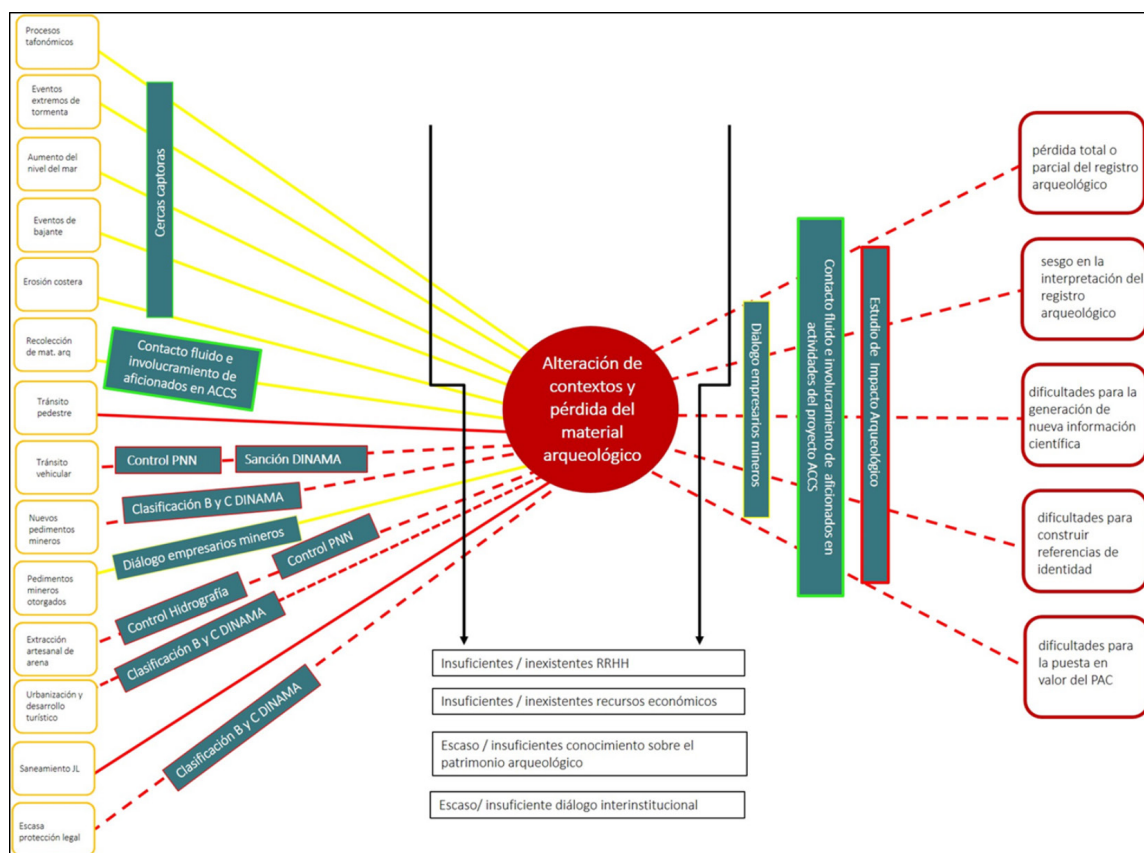 Procesos
tafonómicos
Eventos
extremos de
tormenta
Aumento del
nivel del mar
Eventos de
bajante
Erosión costera
Recolección
de mat. arq
Tránsito
pedestre
Tránsito
vehicular
Nuevos
pedimentos
mineros
Pedimentos
mineros
otorgados
Extracción
artesanal de
arena
Urbanización y
desarrollo
turístico
Saneamiento JL
Escasa
protección legal
Cercas captoras
Contacto fluido e
involucramiento de
aficionados en ACCS
Control PNN
Sanción DINAMA
Clasificación B y C DINAMA
Diálogo empresarios mineros
Control Hidrografía
Control PNN
Clasificación B y C DINAMA
Clasificación B y C DINAMA
Alteración de
contextos y
pérdida del
material
arqueológico
Insuficientes / inexistentes RRHH
Insuficientes / inexistentes recursos económicos
Escaso / insuficientes conocimiento sobre el
patrimonio arqueológico
Escaso/ insuficiente diálogo interinstitucional
Dialogo empresarios mineros
Contacto fluido e involucramiento de aficionados en
actividades del proyecto ACCS
Estudio de Impacto Arqueológico
pérdida total o
parcial del registro
arqueológico
sesgo en la
interpretación del
registro
arqueológico
dificultades para la
generación de
nueva información
científica
dificultades para
construir
referencias de
identidad
dificultades para
la puesta en
valor del PAC